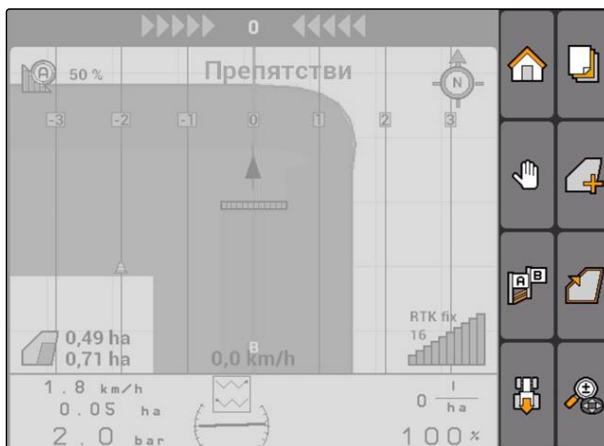 0
50 %
Препятстви
N
-3 -2 -1 0 1 2 3
A
A B
0,49 ha
0,71 ha
0,0 km/h
B
RTK fix
16
1.8 km/h
0.05 ha
2.0 bar
0 l/ha
100 %